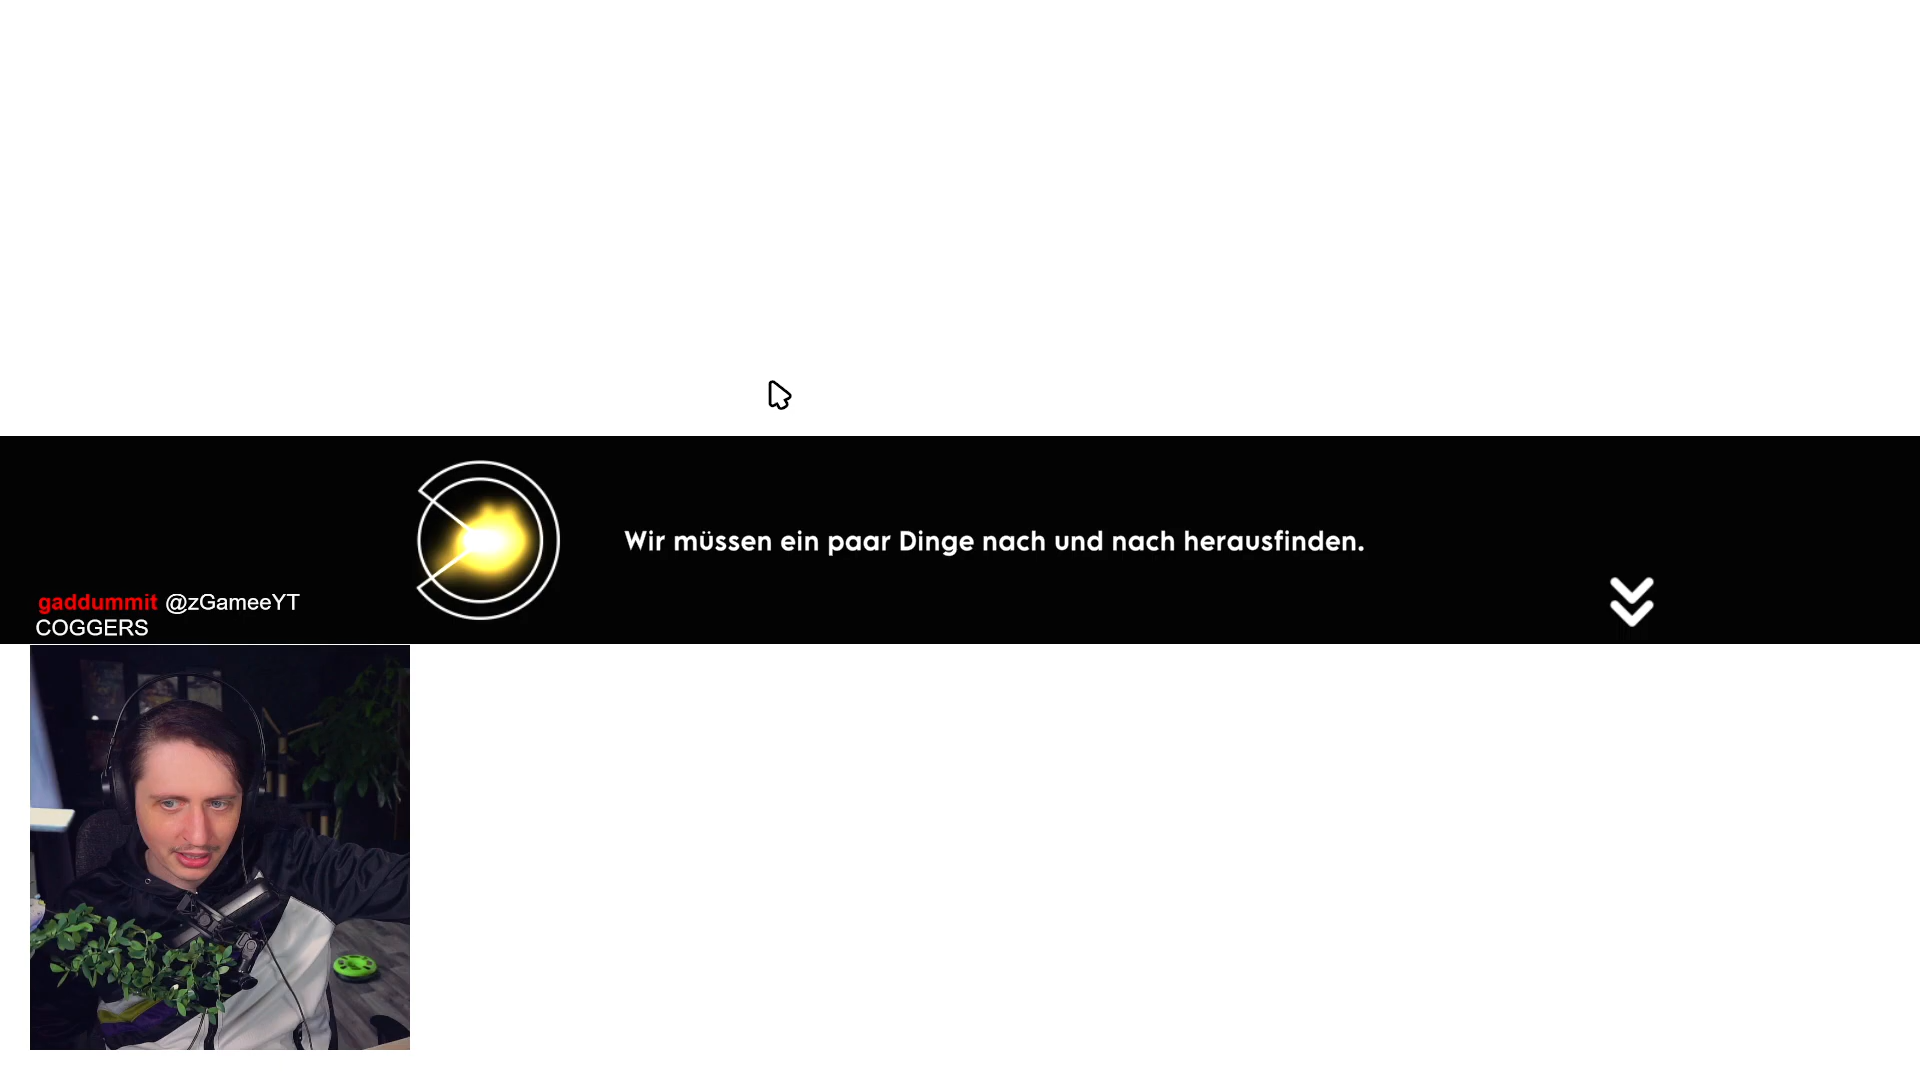 Wir müssen ein paar Dinge nach und nach herausfinden.
gaddummit @zGameeYT
COGGERS